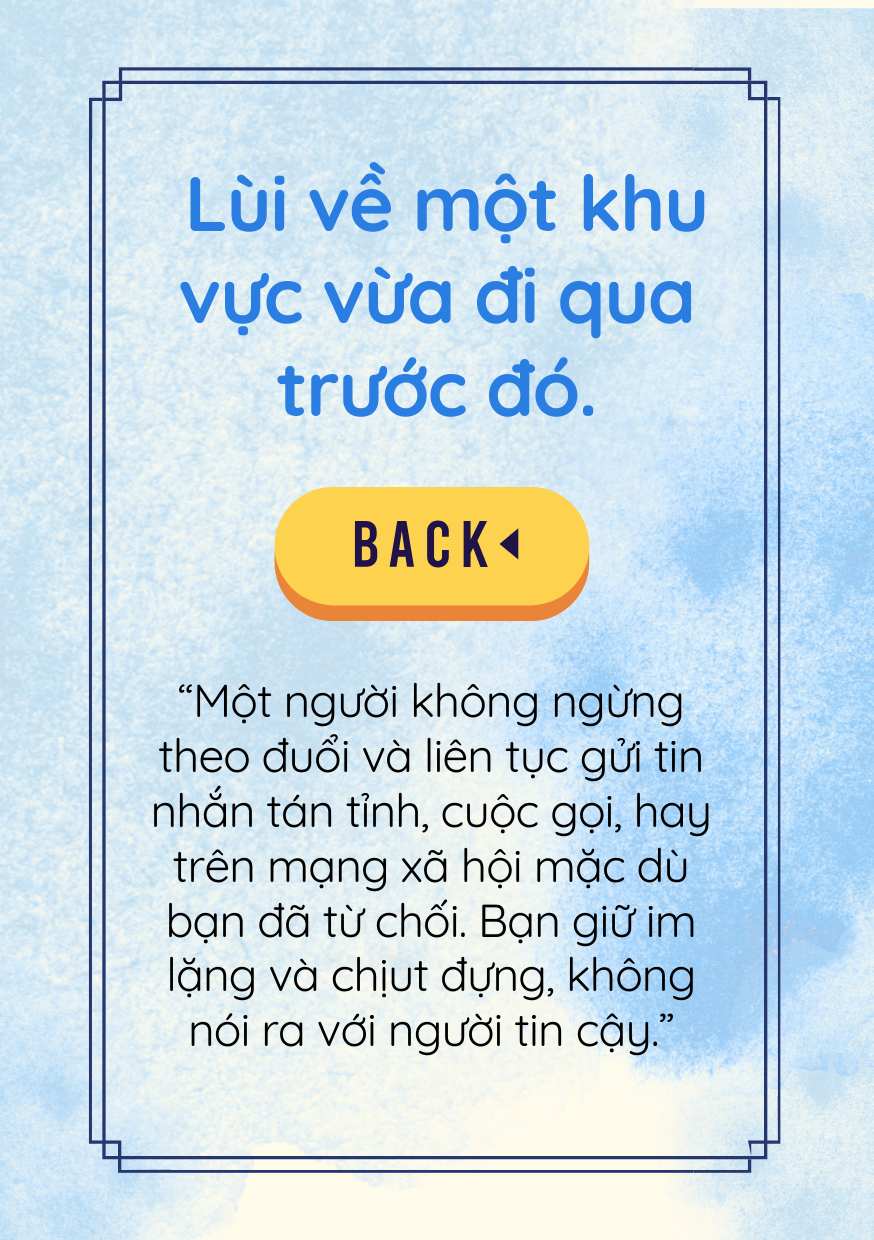 Lùi về một khu
vực vừa đi qua
trước đó.
BACK
“Một người không ngừng
theo đuổi và liên tục gửi tin
nhắn tán tỉnh, cuộc gọi, hay
trên mạng xã hội mặc dù
bạn đã từ chối. Bạn giữ im
lặng và chịut đựng, không
nói ra với người tin cậy.”